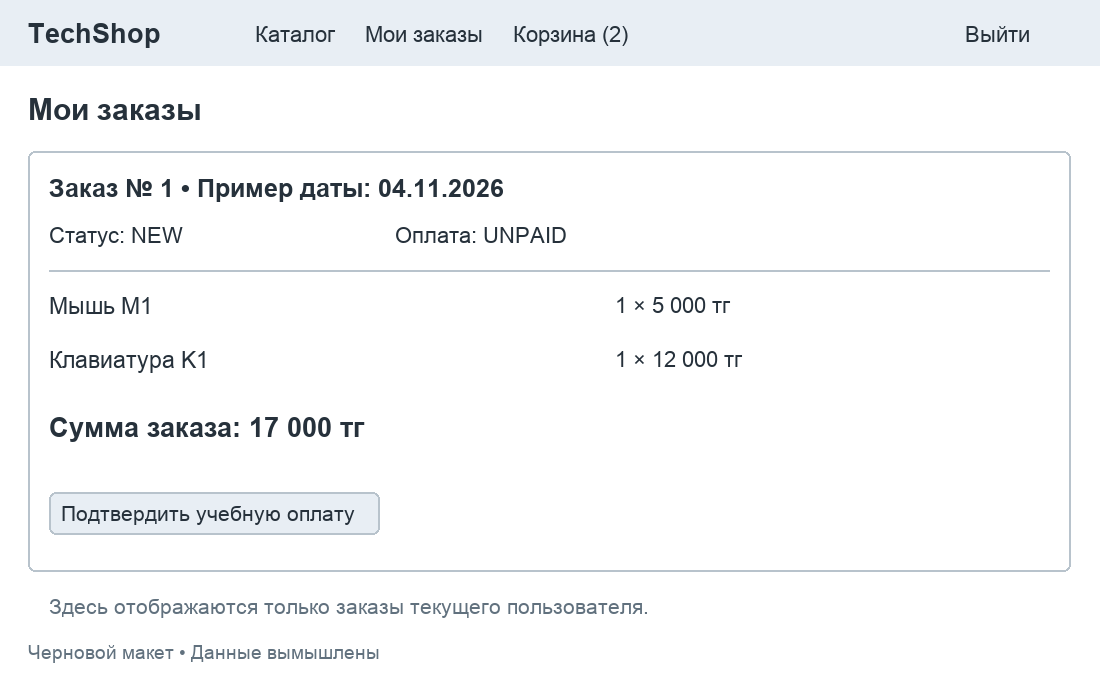 TechShop Каталог Мои заказы Корзина (2) Выйти
Мои заказы
Заказ № 1 • Пример даты: 04.11.2026
Статус: NEW Оплата: UNPAID
Мышь M1 1 × 5 000 тг
Клавиатура K1 1 × 12 000 тг
Сумма заказа: 17 000 тг
Подтвердить учебную оплату
Здесь отображаются только заказы текущего пользователя.
Черновой макет • Данные вымышлены